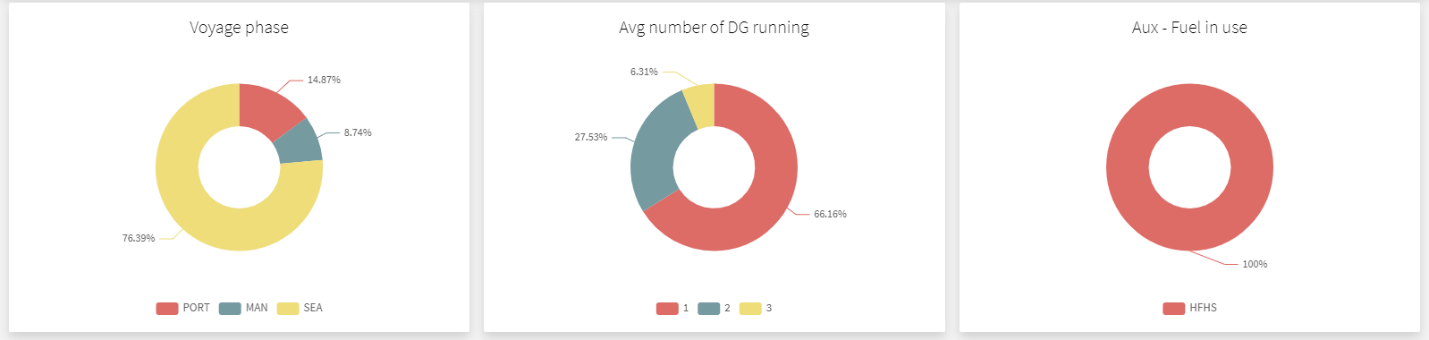 Voyage phase
14.87%
8.74%
76.39%
PORT MAN SEA
Avg number of DG running
6.31%
27.53%
66.16%
1 2 3
Aux - Fuel in use
100%
HFHS